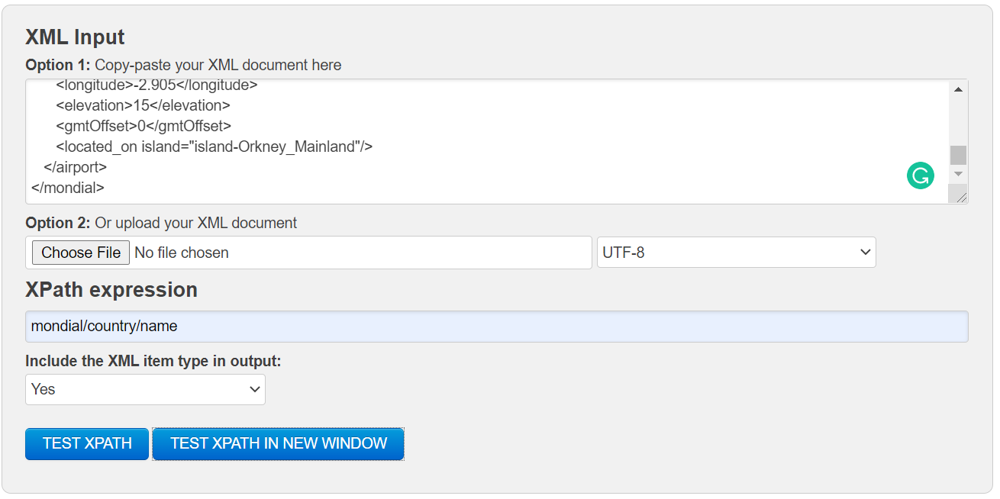 XML Input
Option 1: Copy-paste your XML document here
<longitude>-2.905</longitude>
<elevation>15</elevation>
<gmtOffset>0</gmtOffset>
<located_on island="island-Orkney_Mainland"/>
</airport>
</mondial>
Option 2: Or upload your XML document
Choose File No file chosen UTF-8
XPath expression
mondial/country/name
Include the XML item type in output:
Yes
TEST XPATH TEST XPATH IN NEW WINDOW